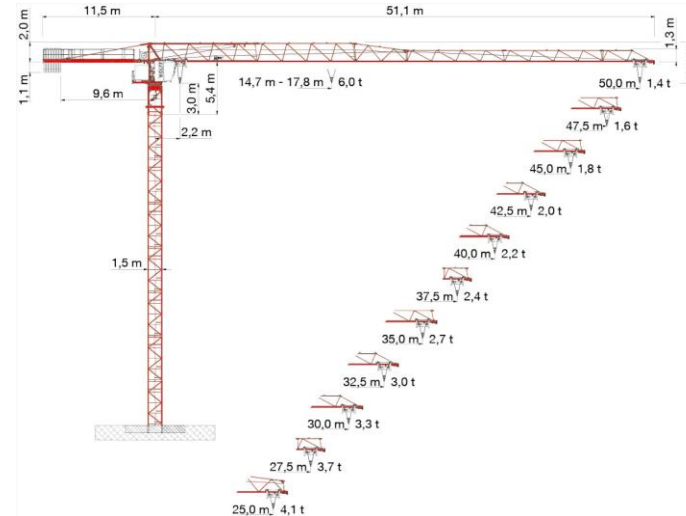 11,5 m
51,1 m
2,0 m
1,3 m
1,1 m
9,6 m
3,0 m
5,4 m
14,7 m - 17,8 m 6,0 t
50,0 m 1,4 t
2,2 m
47,5 m 1,6 t
45,0 m 1,8 t
42,5 m 2,0 t
40,0 m 2,2 t
1,5 m
37,5 m 2,4 t
35,0 m 2,7 t
32,5 m 3,0 t
30,0 m 3,3 t
27,5 m 3,7 t
25,0 m 4,1 t